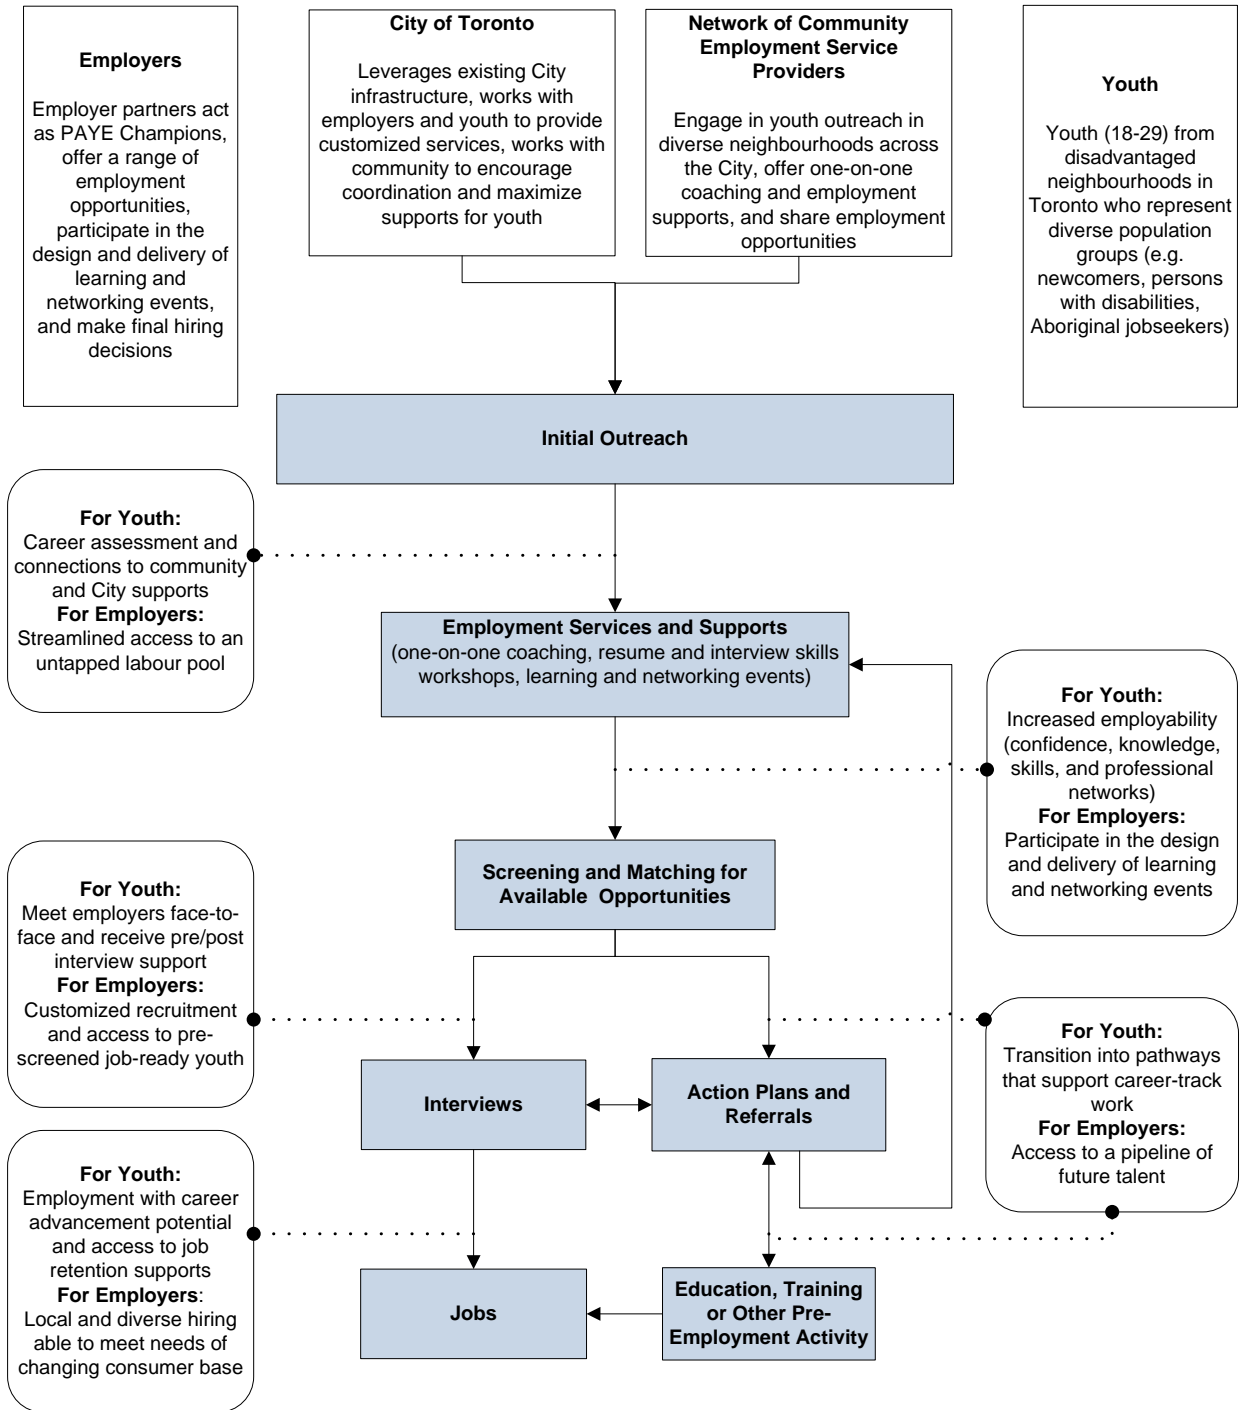 Employers
Employer partners act
as PAYE Champions,
offer a range of
employment
opportunities,
participate in the
design and delivery of
learning and
networking events,
and make final hiring
decisions
City of Toronto
Leverages existing City
infrastructure, works with
employers and youth to provide
customized services, works with
community to encourage
coordination and maximize
supports for youth
Network of Community
Employment Service
Providers
Engage in youth outreach in
diverse neighbourhoods across
the City, offer one-on-one
coaching and employment
supports, and share employment
opportunities
Youth
Youth (18-29) from
disadvantaged
neighbourhoods in
Toronto who represent
diverse population
groups (e.g.
newcomers, persons
with disabilities,
Aboriginal jobseekers)
Initial Outreach
For Youth:
Career assessment and
connections to community
and City supports
For Employers:
Streamlined access to an
untapped labour pool
Employment Services and Supports
(one-on-one coaching, resume and interview skills
workshops, learning and networking events)
For Youth:
Increased employability
(confidence, knowledge,
skills, and professional
networks)
For Employers:
Participate in the design
and delivery of learning
and networking events
Screening and Matching for
Available Opportunities
For Youth:
Meet employers face-to-
face and receive pre/post
interview support
For Employers:
Customized recruitment
and access to pre-
screened job-ready youth
Interviews
Action Plans and
Referrals
For Youth:
Transition into pathways
that support career-track
work
For Employers:
Access to a pipeline of
future talent
For Youth:
Employment with career
advancement potential
and access to job
retention supports
For Employers:
Local and diverse hiring
able to meet needs of
changing consumer base
Jobs
Education, Training
or Other Pre-
Employment Activity